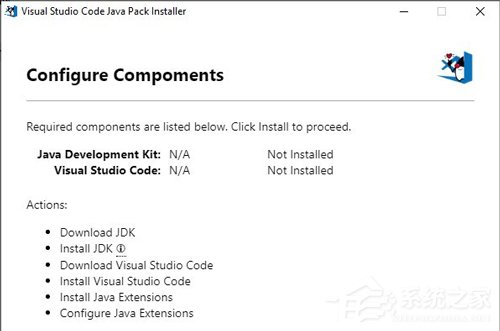 Visual Studio Code Java Pack Installer
Configure Compoments
Required components are listed below. Click Install to proceed.
Java Development Kit: N/A Not Installed
Visual Studio Code: N/A Not Installed
Actions:
• Download JDK
• Install JDK ⓘ
• Download Visual Studio Code
• Install Visual Studio Code
• Install Java Extensions
• Configure Java Extensions
系统之家